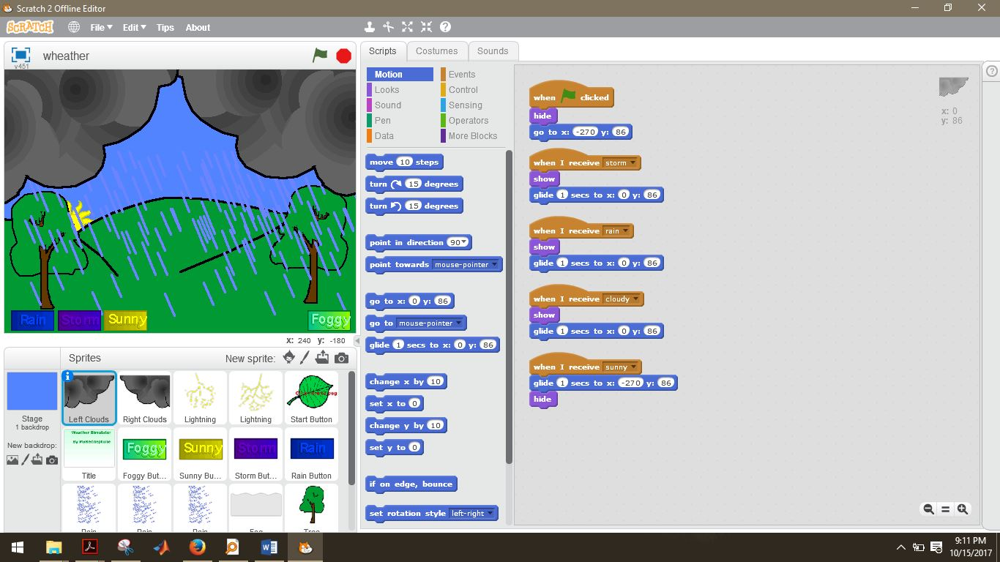 Scratch 2 Offline Editor
SCRATCH File Edit Tips About
wheather
v451
Rain Storm Sunny Foggy
x: 240 y: -180
Sprites New sprite:
Stage
1 backdrop
New backdrop:
Left Clouds Right Clouds Lightning Lightning Start Button
Weather Simulator
Foggy Sunny Storm Rain
Title Foggy But... Sunny Bu... Storm But... Rain Button
Rain Rain Rain Fog Tree
Scripts Costumes Sounds
Motion Events
Looks Control
Sound Sensing
Pen Operators
Data More Blocks
move 10 steps
turn 15 degrees
turn 15 degrees
point in direction 90
point towards mouse-pointer
go to x: 0 y: 86
go to mouse-pointer
glide 1 secs to x: 0 y: 86
change x by 10
set x to 0
change y by 10
set y to 0
if on edge, bounce
set rotation style left-right
when clicked
hide
go to x: -270 y: 86
when I receive storm
show
glide 1 secs to x: 0 y: 86
when I receive rain
show
glide 1 secs to x: 0 y: 86
when I receive cloudy
show
glide 1 secs to x: 0 y: 86
when I receive sunny
glide 1 secs to x: -270 y: 86
hide
x: 0
y: 86
9:11 PM
10/15/2017